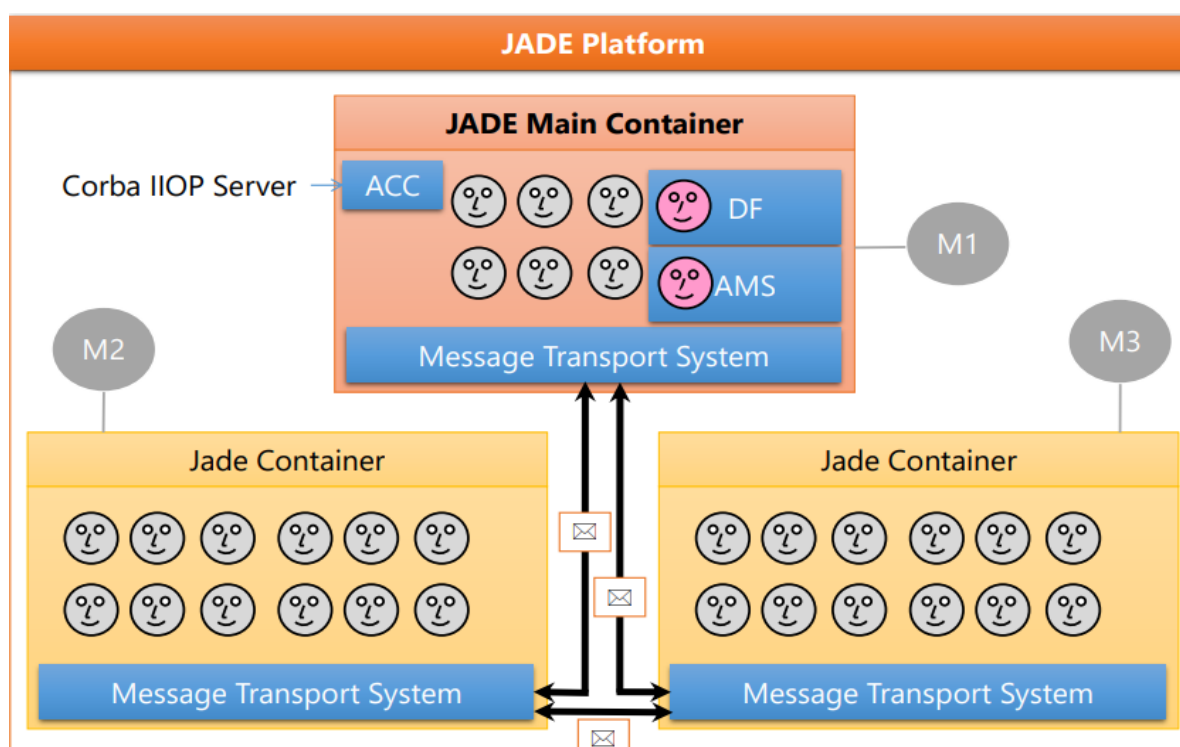 JADE Platform
JADE Main Container
Corba IIOP Server
ACC
DF
AMS
M1
Message Transport System
M2
M3
Jade Container
Jade Container
Message Transport System
Message Transport System